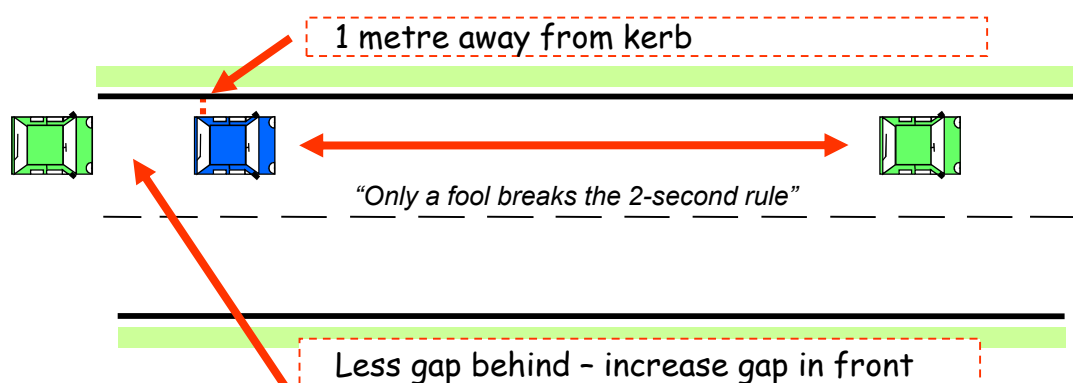 1 metre away from kerb
“Only a fool breaks the 2-second rule”
Less gap behind – increase gap in front